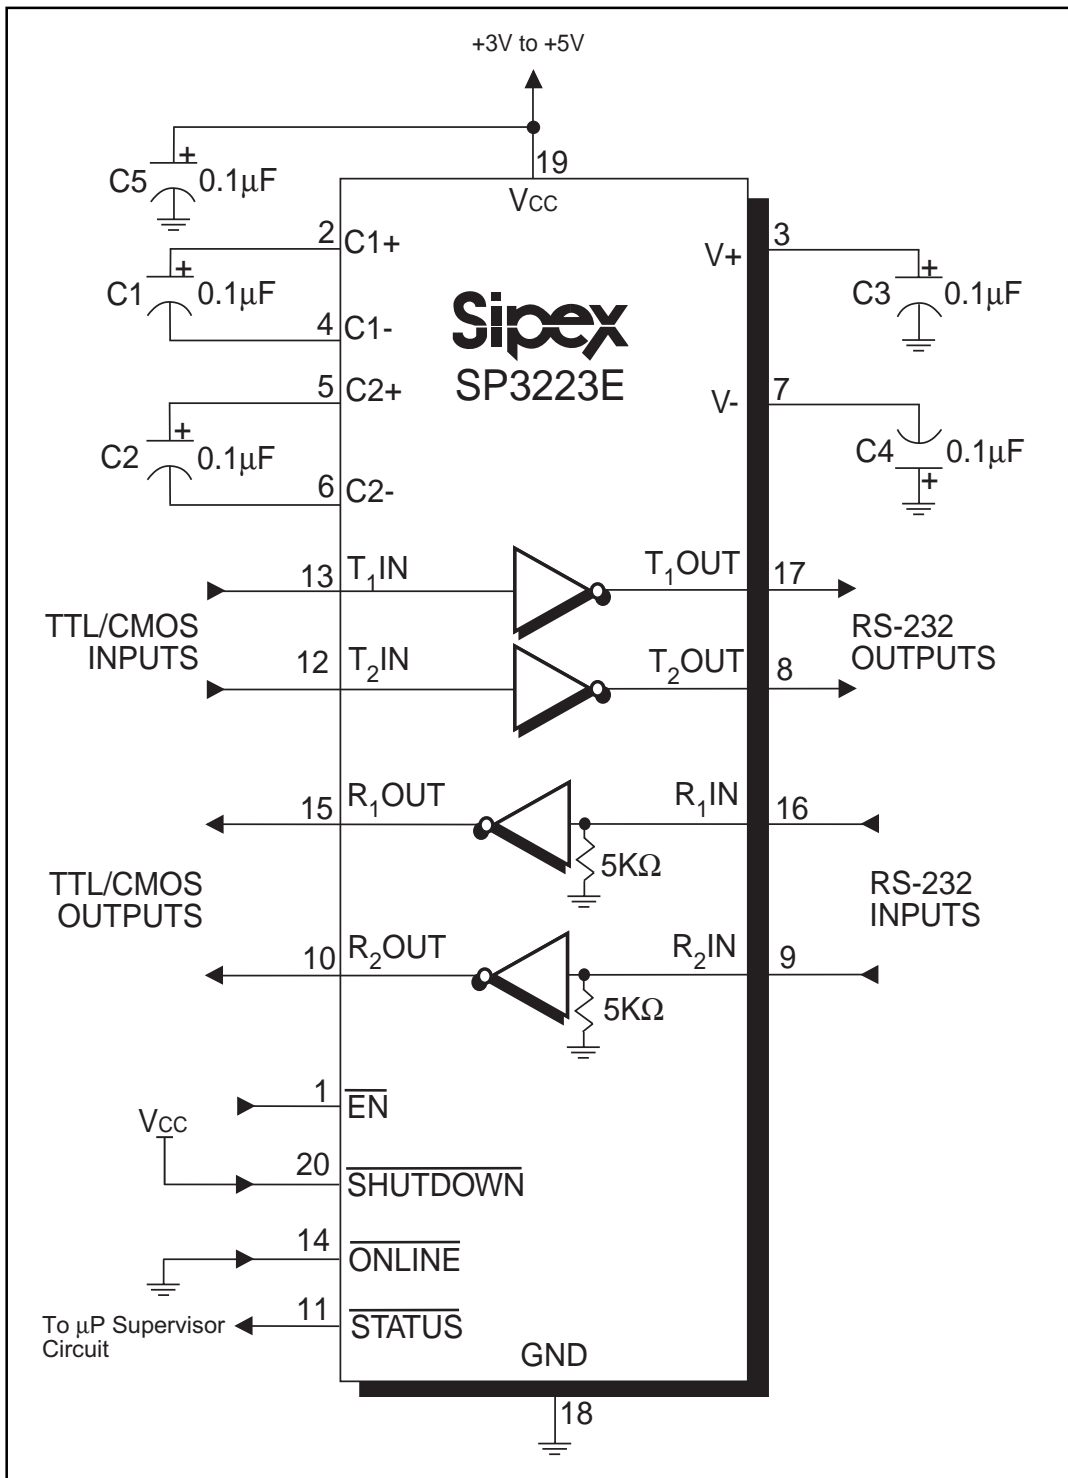 +3V to +5V
19
VCC
C5
+
0.1µF
2
C1+
C1
+
0.1µF
4
C1-
5
C2+
C2
+
0.1µF
6
C2-
Sipex
SP3223E
V+
3
C3
+
0.1µF
V-
7
C4
0.1µF
+
TTL/CMOS
INPUTS
13
T1IN
T1OUT
17
12
T2IN
T2OUT
8
RS-232
OUTPUTS
TTL/CMOS
OUTPUTS
15
R1OUT
R1IN
16
5KΩ
10
R2OUT
R2IN
9
5KΩ
RS-232
INPUTS
1
EN
VCC
20
SHUTDOWN
14
ONLINE
To µP Supervisor
Circuit
11
STATUS
GND
18